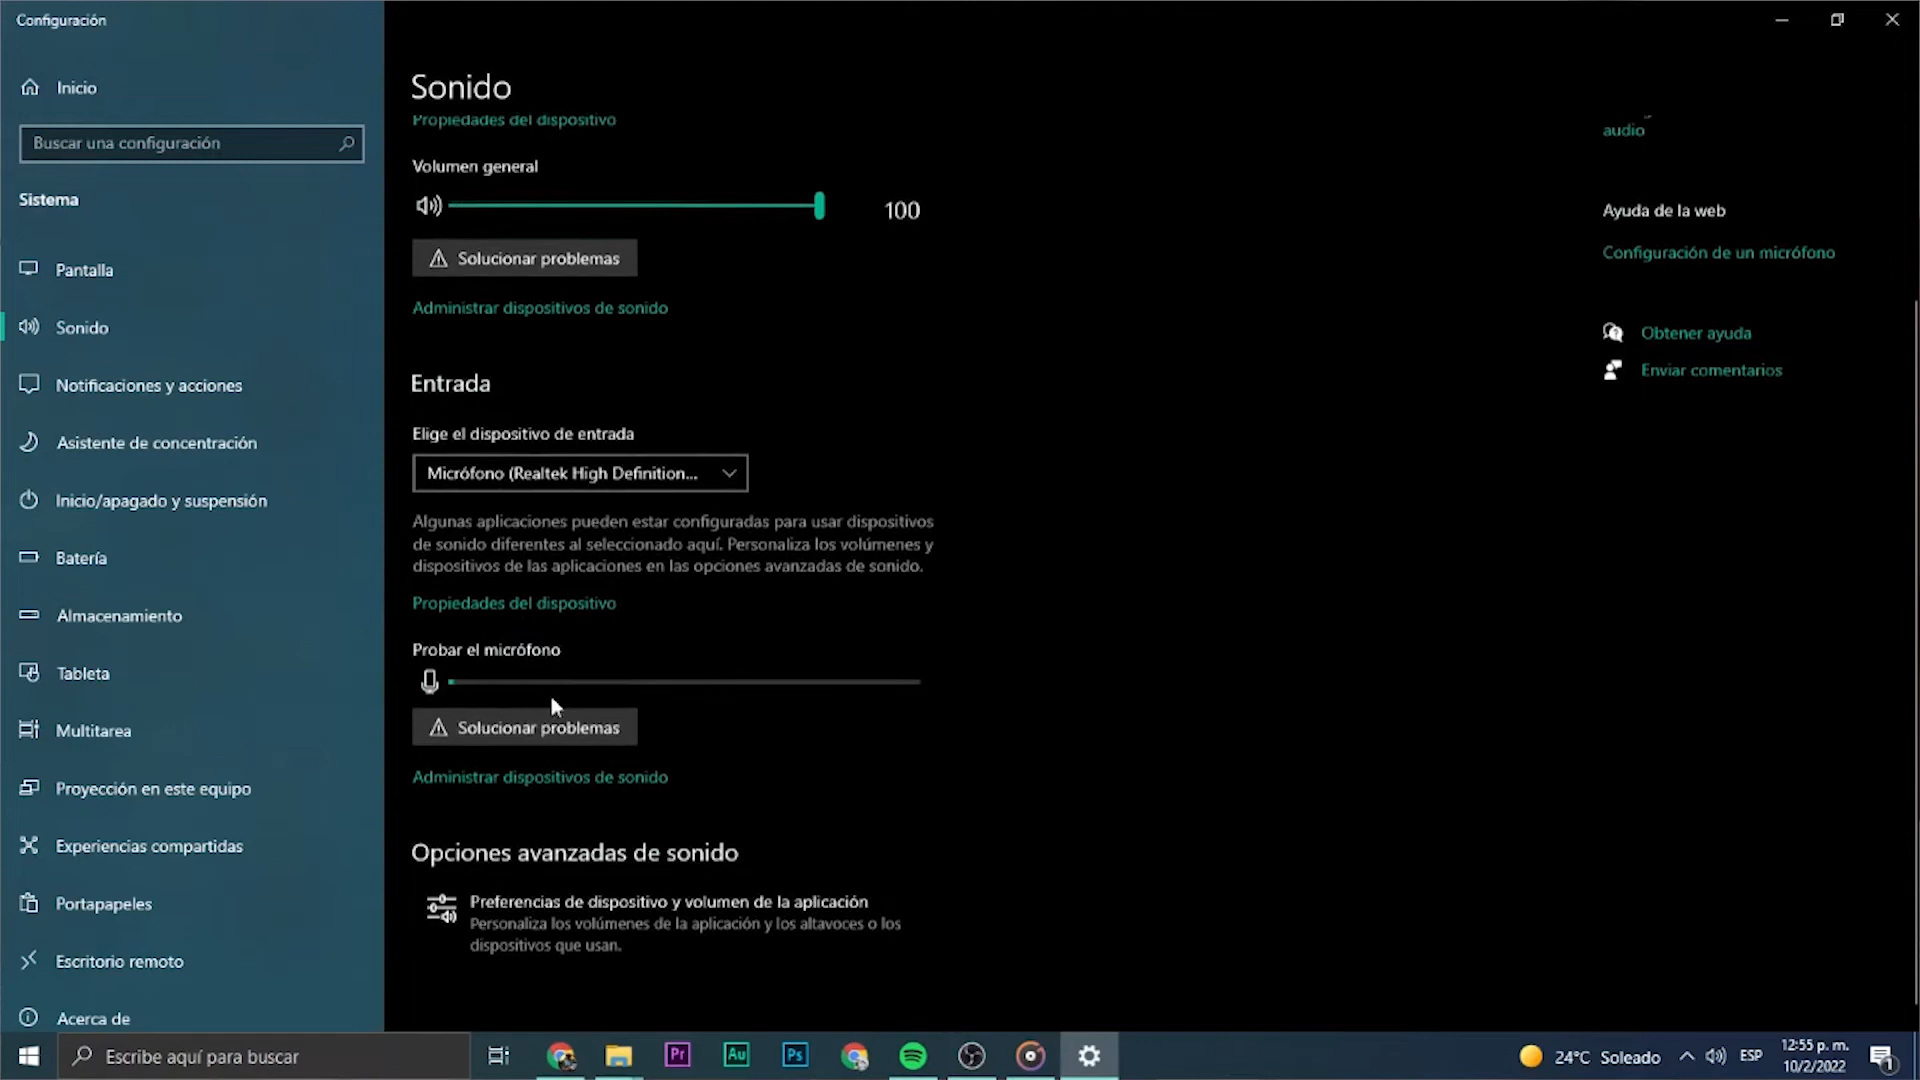 Configuración
Inicio
Buscar una configuración
Sistema
Pantalla
Sonido
Notificaciones y acciones
Asistente de concentración
Inicio/apagado y suspensión
Batería
Almacenamiento
Tableta
Multitarea
Proyección en este equipo
Experiencias compartidas
Portapapeles
Escritorio remoto
Acerca de
Sonido
Propiedades del dispositivo
Volumen general
100
Solucionar problemas
Administrar dispositivos de sonido
Entrada
Elige el dispositivo de entrada
Micrófono (Realtek High Definition...
Algunas aplicaciones pueden estar configuradas para usar dispositivos
de sonido diferentes al seleccionado aquí. Personaliza los volúmenes y
dispositivos de las aplicaciones en las opciones avanzadas de sonido.
Propiedades del dispositivo
Probar el micrófono
Solucionar problemas
Administrar dispositivos de sonido
Opciones avanzadas de sonido
Preferencias de dispositivo y volumen de la aplicación
Personaliza los volúmenes de la aplicación y los altavoces o los
dispositivos que usan.
audio
Ayuda de la web
Configuración de un micrófono
Obtener ayuda
Enviar comentarios
Escribe aquí para buscar
Pr
Au
Ps
24°C Soleado
ESP
12:55 p. m.
10/2/2022
1